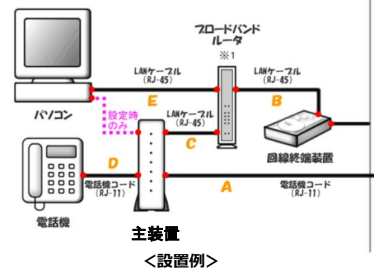 ブロードバンド
ルータ
※1
LANケーブル
(RJ-45)
LANケーブル
(RJ-45)
E
B
パソコン
設定時
のみ
LANケーブル
(RJ-45)
C
回線終端装置
D
電話機コード
(RJ-11)
A
電話機コード
(RJ-11)
電話機
主装置
<設置例>